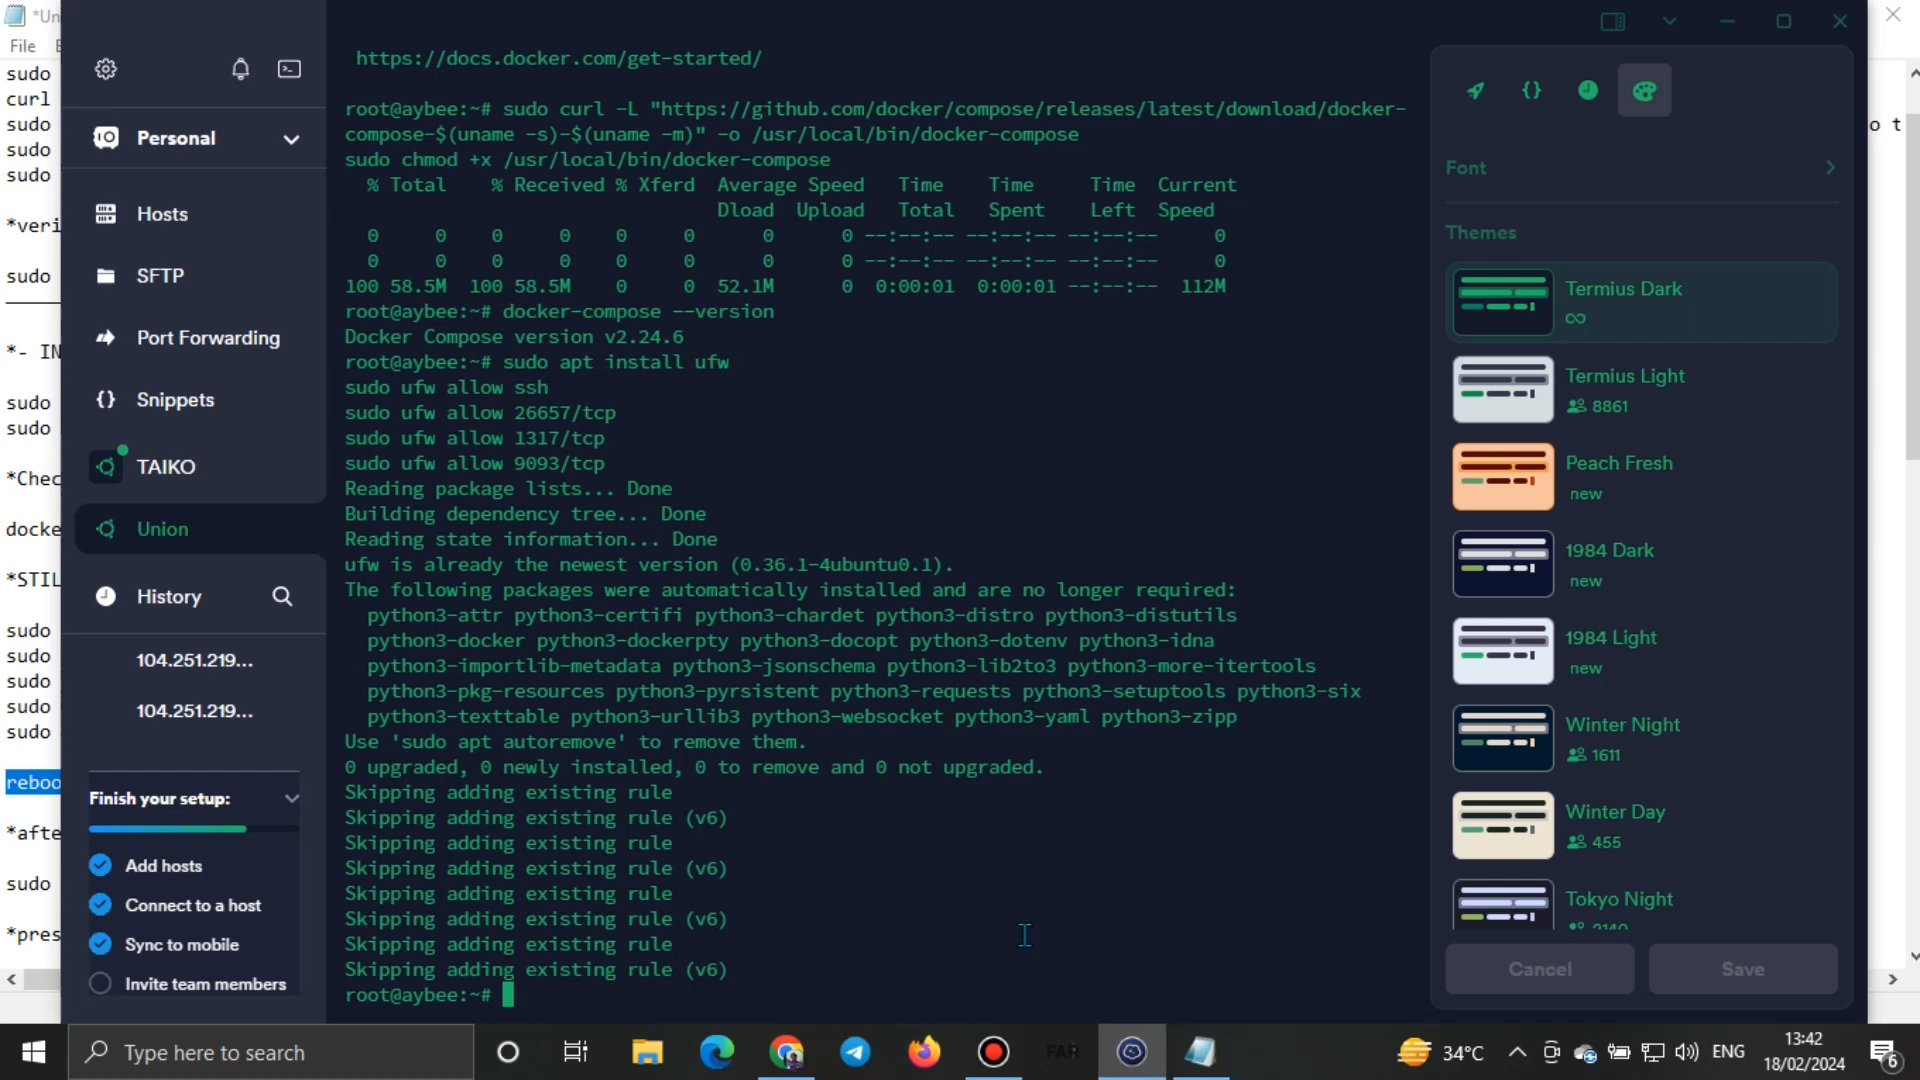 *Un
File
sudo
curl
sudo
sudo
sudo
*veri
sudo
*- IN
sudo
sudo
*Chec
docke
*STIL
sudo
sudo
sudo
sudo
sudo
reboo
*afte
sudo
*pres
Personal
Hosts
SFTP
Port Forwarding
Snippets
TAIKO
Union
History
104.251.219...
104.251.219...
Finish your setup:
Add hosts
Connect to a host
Sync to mobile
Invite team members
https://docs.docker.com/get-started/
root@aybee:~# sudo curl -L "https://github.com/docker/compose/releases/latest/download/docker-
compose-$(uname -s)-$(uname -m)" -o /usr/local/bin/docker-compose
sudo chmod +x /usr/local/bin/docker-compose
% Total % Received % Xferd Average Speed Time Time Time Current
Dload Upload Total Spent Left Speed
0 0 0 0 0 0 0 0 --:--:-- --:--:-- --:--:-- 0
0 0 0 0 0 0 0 0 --:--:-- --:--:-- --:--:-- 0
100 58.5M 100 58.5M 0 0 52.1M 0 0:00:01 0:00:01 --:--:-- 112M
root@aybee:~# docker-compose --version
Docker Compose version v2.24.6
root@aybee:~# sudo apt install ufw
sudo ufw allow ssh
sudo ufw allow 26657/tcp
sudo ufw allow 1317/tcp
sudo ufw allow 9093/tcp
Reading package lists... Done
Building dependency tree... Done
Reading state information... Done
ufw is already the newest version (0.36.1-4ubuntu0.1).
The following packages were automatically installed and are no longer required:
python3-attr python3-certifi python3-chardet python3-distro python3-distutils
python3-docker python3-dockerpty python3-docopt python3-dotenv python3-idna
python3-importlib-metadata python3-jsonschema python3-lib2to3 python3-more-itertools
python3-pkg-resources python3-pyrsistent python3-requests python3-setuptools python3-six
python3-texttable python3-urllib3 python3-websocket python3-yaml python3-zipp
Use 'sudo apt autoremove' to remove them.
0 upgraded, 0 newly installed, 0 to remove and 0 not upgraded.
Skipping adding existing rule
Skipping adding existing rule (v6)
Skipping adding existing rule
Skipping adding existing rule (v6)
Skipping adding existing rule
Skipping adding existing rule (v6)
Skipping adding existing rule
Skipping adding existing rule (v6)
root@aybee:~#
Font
Themes
Termius Dark
∞
Termius Light
8861
Peach Fresh
new
1984 Dark
new
1984 Light
new
Winter Night
1611
Winter Day
455
Tokyo Night
Cancel
Save
o t
Type here to search
FAR
34°C
ENG
13:42
18/02/2024
6